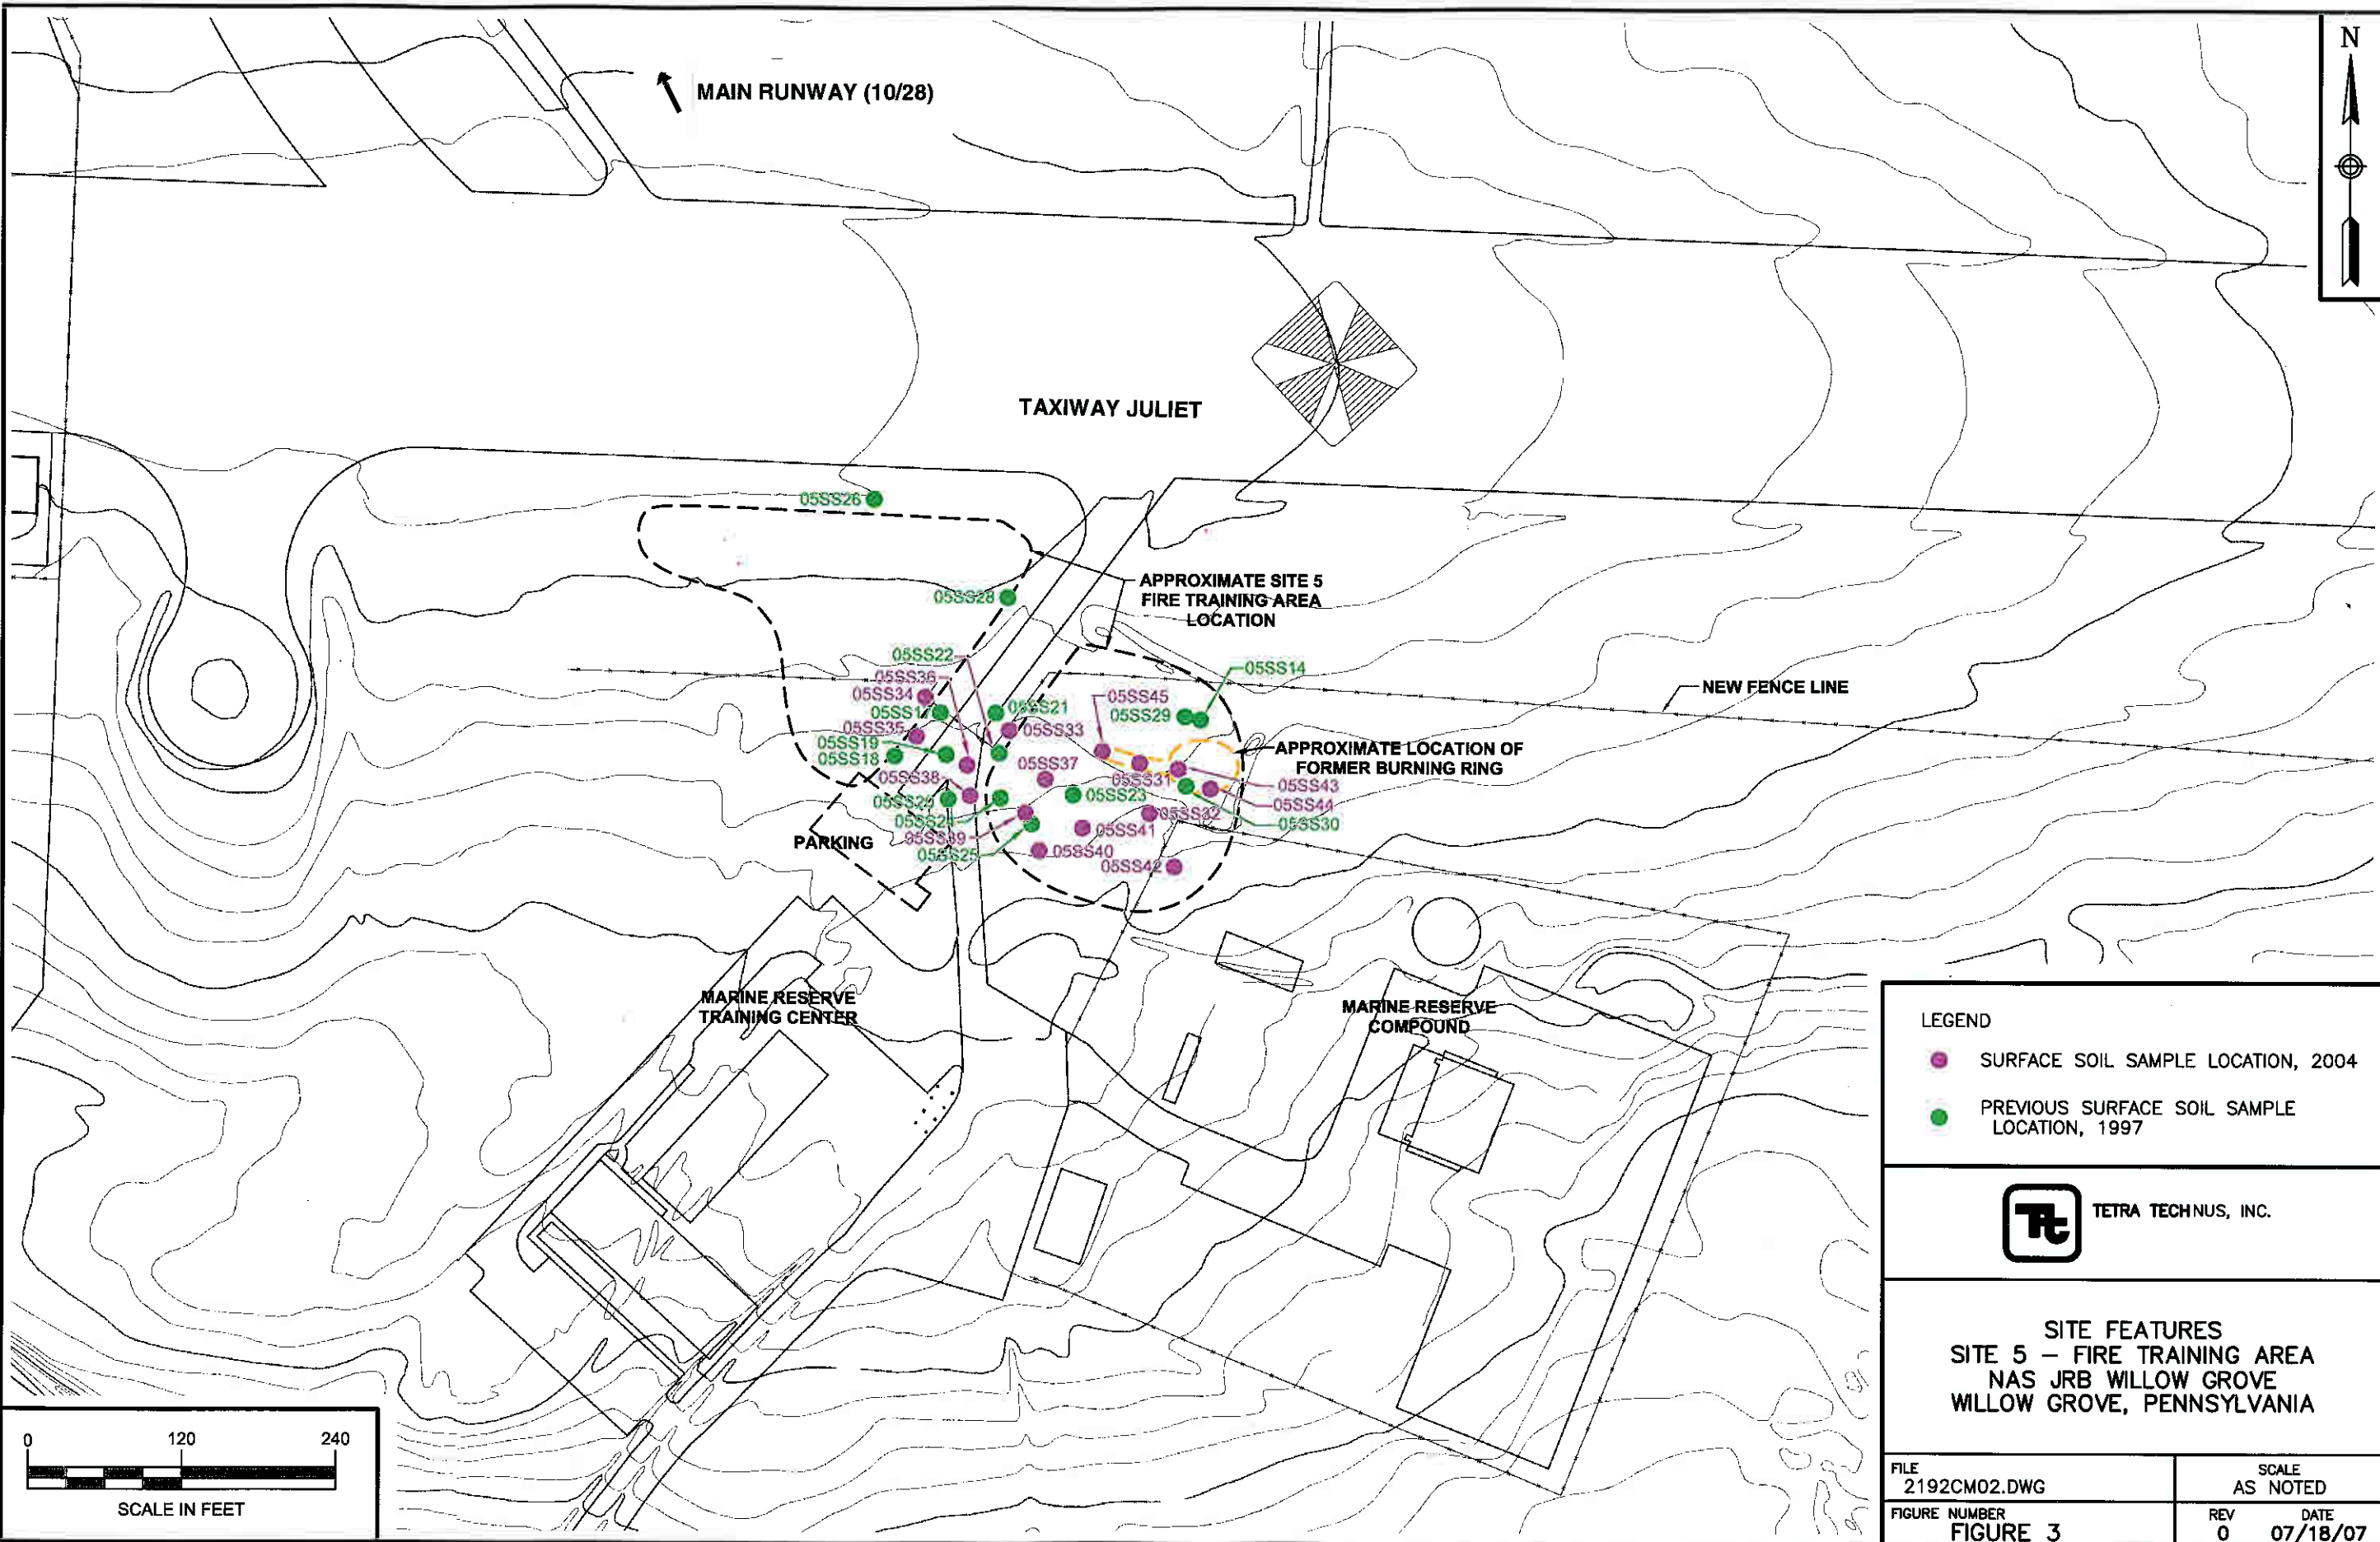 N
MAIN RUNWAY (10/28)
TAXIWAY JULIET
05SS26
APPROXIMATE SITE 5
FIRE TRAINING AREA
LOCATION
05SS28
05SS22
05SS14
05SS36
05SS34
05SS45
NEW FENCE LINE
05SS17
05SS21
05SS29
05SS35
05SS33
05SS19
05SS18
APPROXIMATE LOCATION OF
FORMER BURNING RING
05SS37
05SS38
05SS31
05SS43
05SS20
05SS23
05SS44
05SS24
05SS32
05SS30
05SS41
PARKING
05SS39
05SS25
05SS40
05SS42
MARINE RESERVE
TRAINING CENTER
MARINE RESERVE
COMPOUND
LEGEND
SURFACE SOIL SAMPLE LOCATION, 2004
PREVIOUS SURFACE SOIL SAMPLE
LOCATION, 1997
Tt
TETRA TECHNUS, INC.
SITE FEATURES
SITE 5 – FIRE TRAINING AREA
NAS JRB WILLOW GROVE
WILLOW GROVE, PENNSYLVANIA
0 120 240
SCALE IN FEET
FILE
2192CM02.DWG
SCALE
AS NOTED
FIGURE NUMBER
FIGURE 3
REV
0
DATE
07/18/07